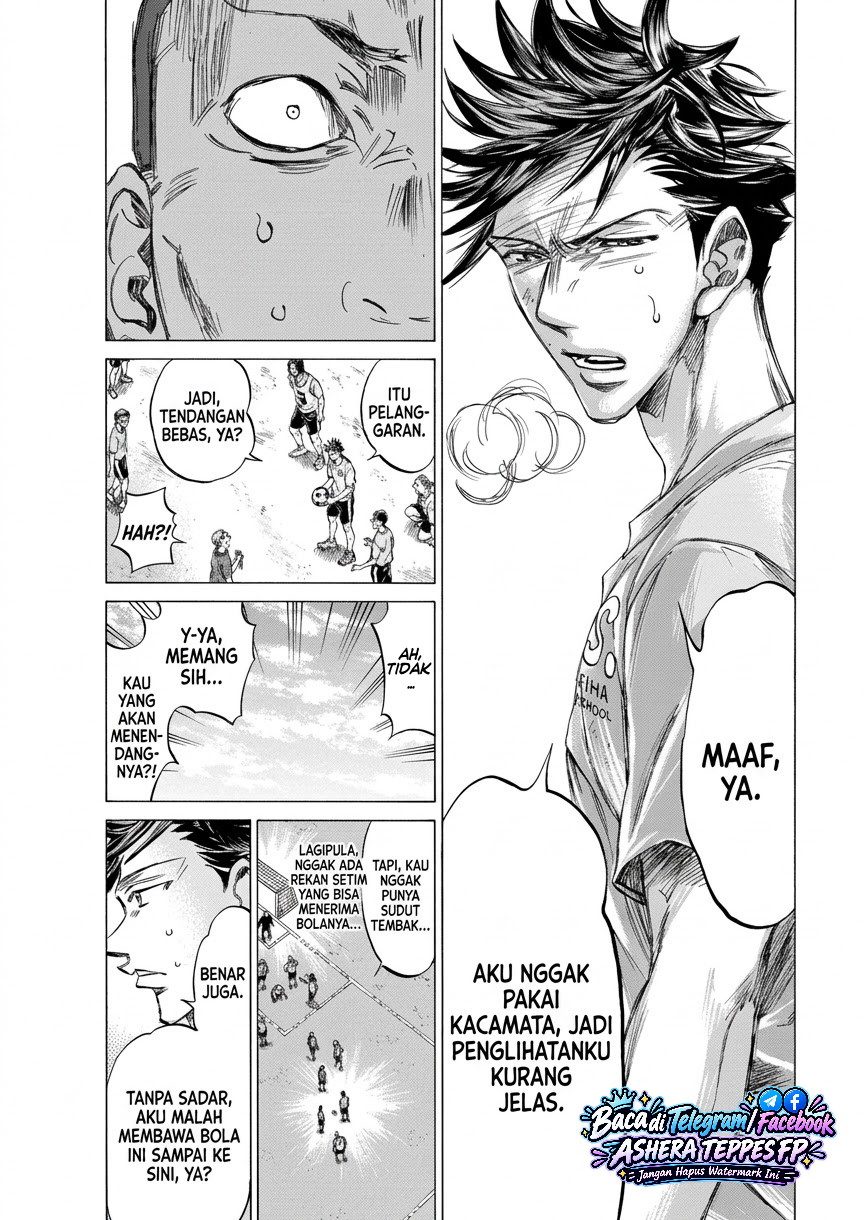 MAAF,
YA.
AKU NGGAK
PAKAI
KACAMATA, JADI
PENGLIHATANKU
KURANG
JELAS.
S.
FIHA
SCHOOL
ITU
PELANG-
GARAN.
JADI,
TENDANGAN
BEBAS, YA?
HAH?!
AH,
TIDAK
...
Y-YA,
MEMANG
SIH...
KAU
YANG
AKAN
MENEN-
DANG-
NYA?!
TAPI, KAU
NGGAK
PUNYA
SUDUT
TEMBAK...
LAGIPULA,
NGGAK ADA
REKAN SETIM
YANG BISA
MENERIMA
BOLANYA...
BENAR
JUGA.
TANPA SADAR,
AKU MALAH
MEMBAWA BOLA
INI SAMPAI KE
SINI, YA?
Baca di Telegram/Facebook
ASHERA TEPPES FP
Jangan Hapus Watermark Ini